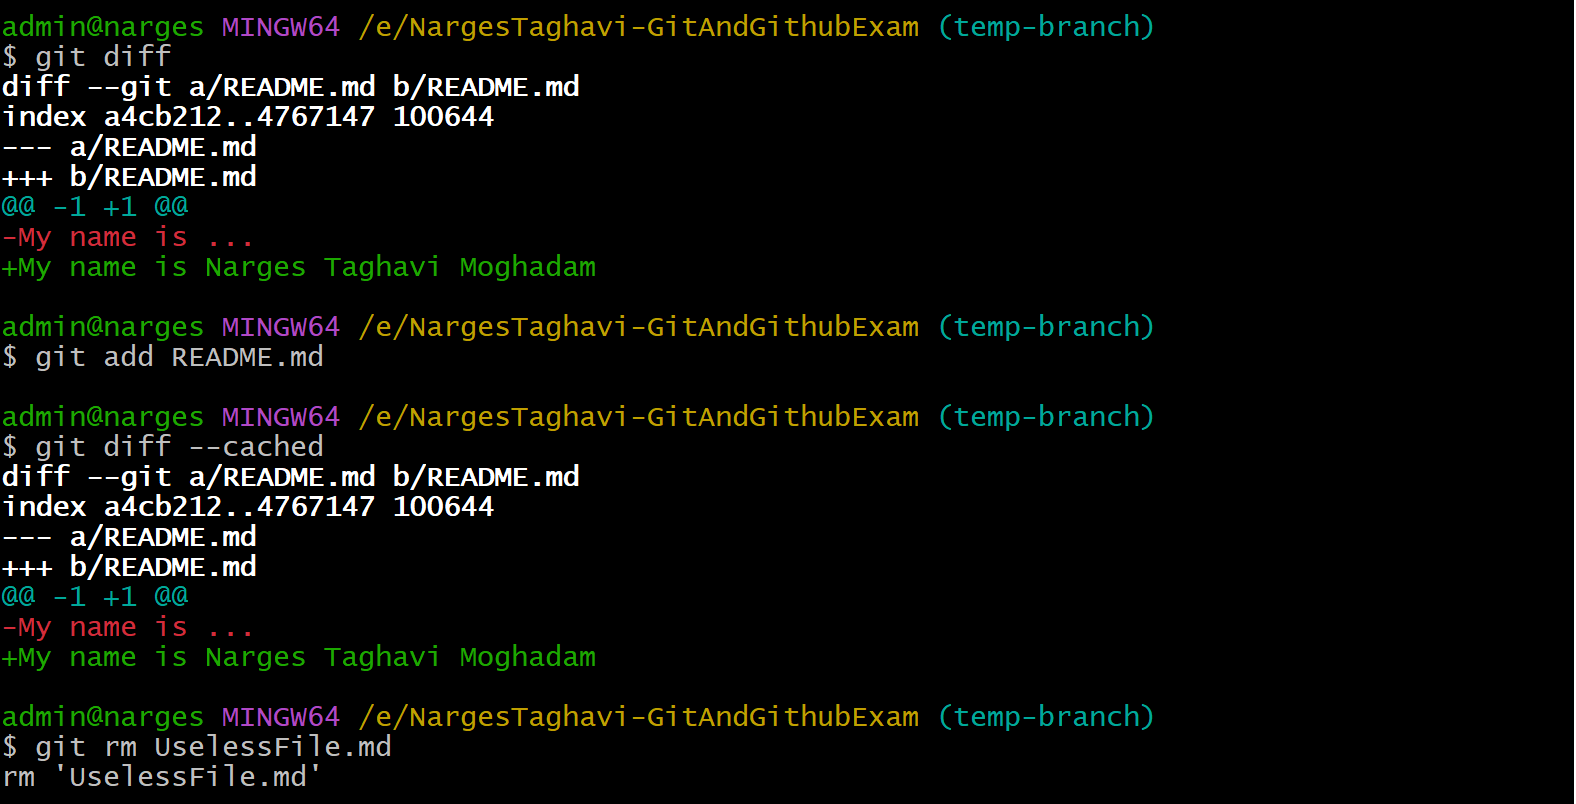 admin@narges MINGW64 /e/NargesTaghavi-GitAndGithubExam (temp-branch)
$ git diff
diff --git a/README.md b/README.md
index a4cb212..4767147 100644
--- a/README.md
+++ b/README.md
@@ -1 +1 @@
-My name is ...
+My name is Narges Taghavi Moghadam
admin@narges MINGW64 /e/NargesTaghavi-GitAndGithubExam (temp-branch)
$ git add README.md
admin@narges MINGW64 /e/NargesTaghavi-GitAndGithubExam (temp-branch)
$ git diff --cached
diff --git a/README.md b/README.md
index a4cb212..4767147 100644
--- a/README.md
+++ b/README.md
@@ -1 +1 @@
-My name is ...
+My name is Narges Taghavi Moghadam
admin@narges MINGW64 /e/NargesTaghavi-GitAndGithubExam (temp-branch)
$ git rm UselessFile.md
rm 'UselessFile.md'